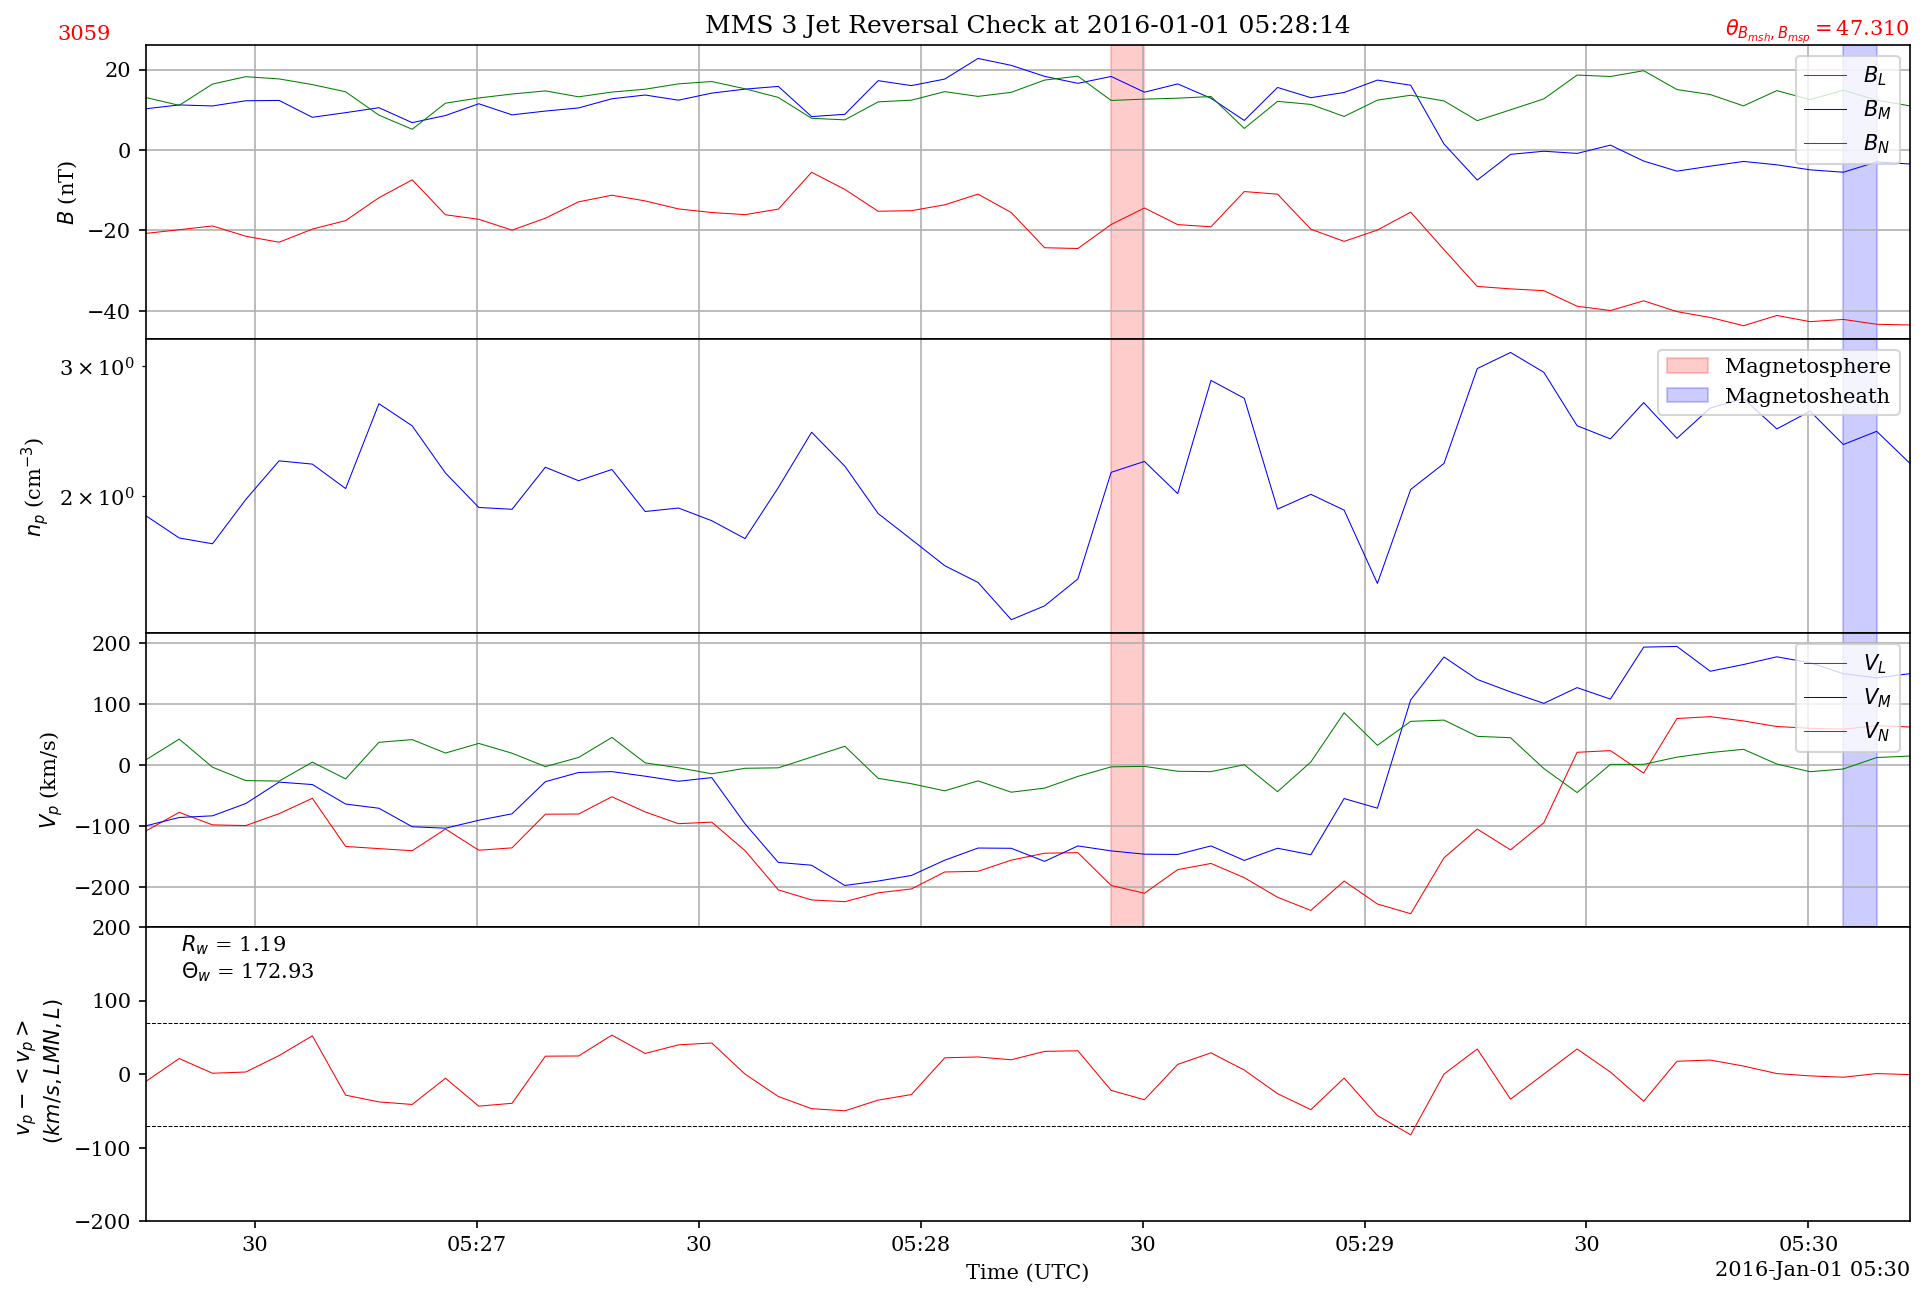 MMS 3 Jet Reversal Check at 2016-01-01 05:28:14
3059
θ_{B_{msh}, B_{msp}} = 47.310
20
0
−20
−40
B (nT)
B_L
B_M
B_N
3 × 10^0
2 × 10^0
n_p (cm^{−3})
Magnetosphere
Magnetosheath
200
100
0
−100
−200
V_p (km/s)
V_L
V_M
V_N
200
100
0
−100
−200
v_p − < v_p >
(km/s, LMN, L)
R_w = 1.19
Θ_w = 172.93
30
05:27
30
05:28
30
05:29
30
05:30
Time (UTC)
2016-Jan-01 05:30